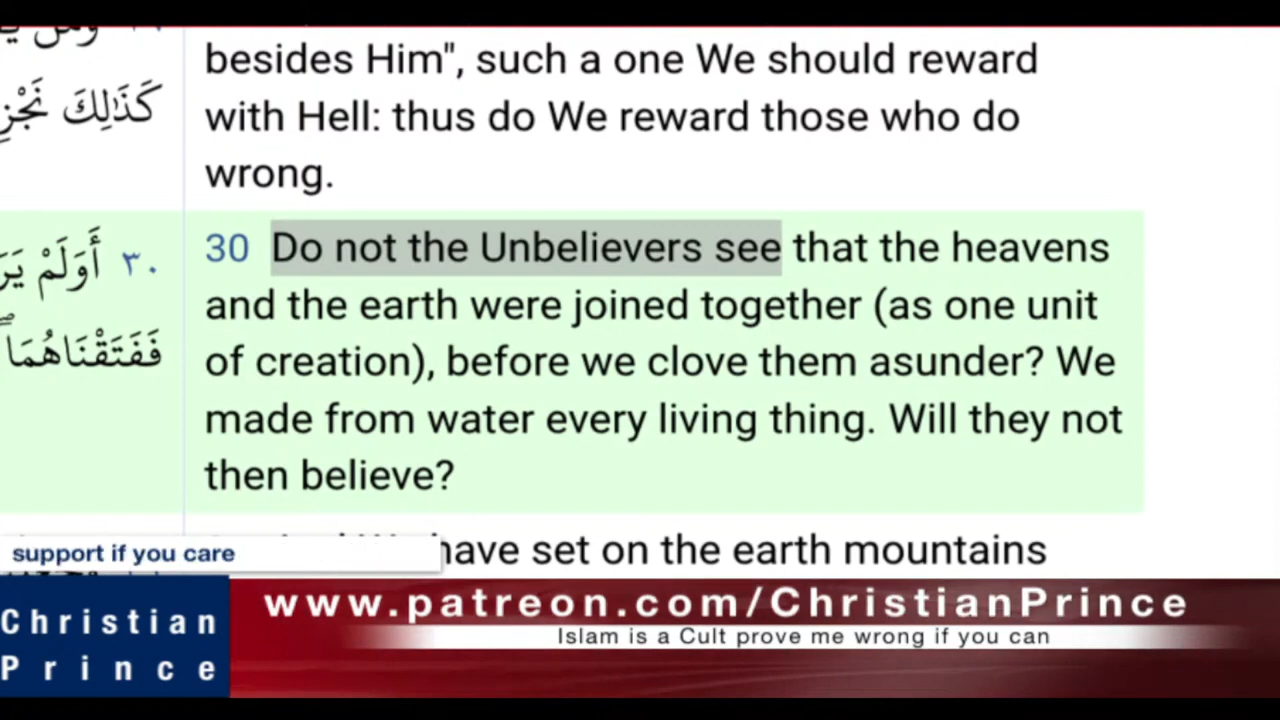 besides Him", such a one We should reward
with Hell: thus do We reward those who do
wrong.
كَذَٰلِكَ نَجْزِ
30 Do not the Unbelievers see that the heavens
and the earth were joined together (as one unit
of creation), before we clove them asunder? We
made from water every living thing. Will they not
then believe?
٣٠ أَوَلَمْ يَرَ
فَفَتَقْنَاهُمَا
have set on the earth mountains
support if you care
Christian
Prince
www.patreon.com/ChristianPrince
Islam is a Cult prove me wrong if you can